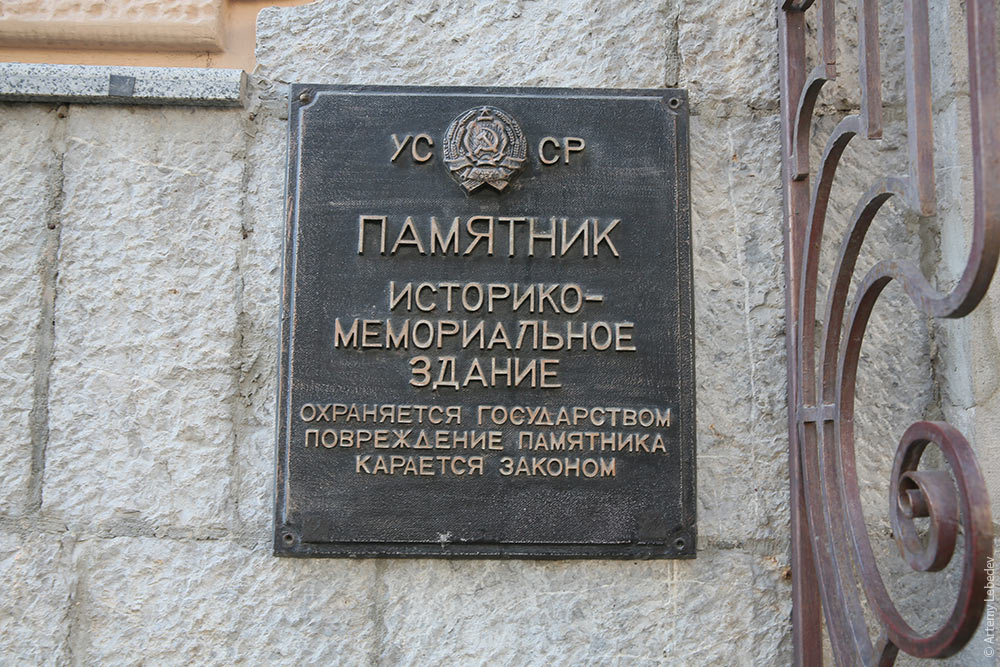 УС СР
ПАМЯТНИК
ИСТОРИКО-
МЕМОРИАЛЬНОЕ
ЗДАНИЕ
ОХРАНЯЕТСЯ ГОСУДАРСТВОМ
ПОВРЕЖДЕНИЕ ПАМЯТНИКА
КАРАЕТСЯ ЗАКОНОМ
© Artemy Lebedev